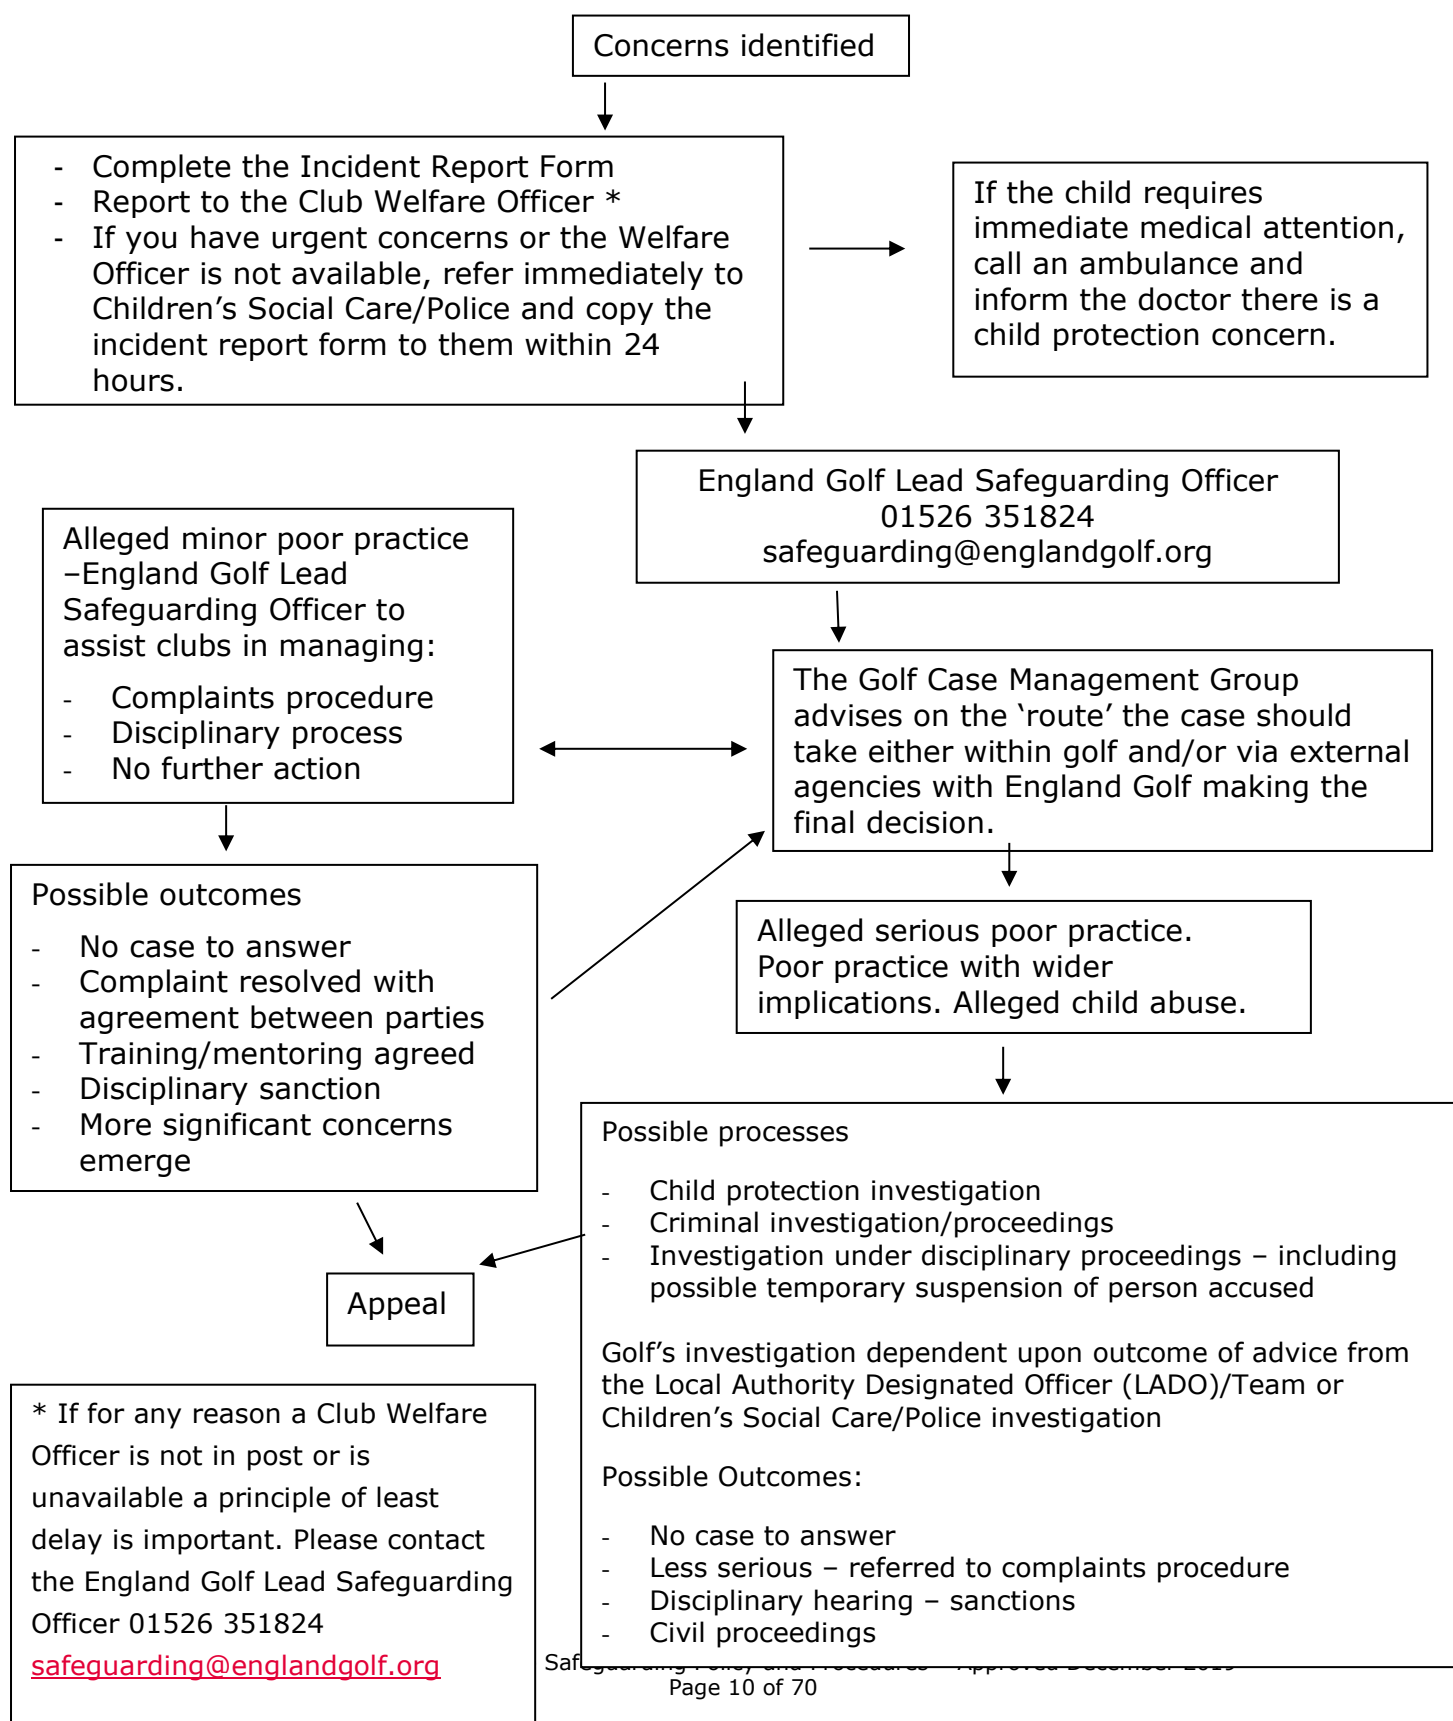 Concerns identified
- Complete the Incident Report Form
- Report to the Club Welfare Officer *
- If you have urgent concerns or the Welfare
Officer is not available, refer immediately to
Children’s Social Care/Police and copy the
incident report form to them within 24
hours.
If the child requires
immediate medical attention,
call an ambulance and
inform the doctor there is a
child protection concern.
England Golf Lead Safeguarding Officer
01526 351824
safeguarding@englandgolf.org
Alleged minor poor practice
–England Golf Lead
Safeguarding Officer to
assist clubs in managing:
- Complaints procedure
- Disciplinary process
- No further action
The Golf Case Management Group
advises on the ‘route’ the case should
take either within golf and/or via external
agencies with England Golf making the
final decision.
Possible outcomes
- No case to answer
- Complaint resolved with
agreement between parties
- Training/mentoring agreed
- Disciplinary sanction
- More significant concerns
emerge
Alleged serious poor practice.
Poor practice with wider
implications. Alleged child abuse.
Possible processes
- Child protection investigation
- Criminal investigation/proceedings
- Investigation under disciplinary proceedings – including
possible temporary suspension of person accused
Golf’s investigation dependent upon outcome of advice from
the Local Authority Designated Officer (LADO)/Team or
Children’s Social Care/Police investigation
Possible Outcomes:
- No case to answer
- Less serious – referred to complaints procedure
- Disciplinary hearing – sanctions
- Civil proceedings
Appeal
* If for any reason a Club Welfare
Officer is not in post or is
unavailable a principle of least
delay is important. Please contact
the England Golf Lead Safeguarding
Officer 01526 351824
safeguarding@englandgolf.org
Safeguarding Policy and Procedures – Approved December 2019
Page 10 of 70